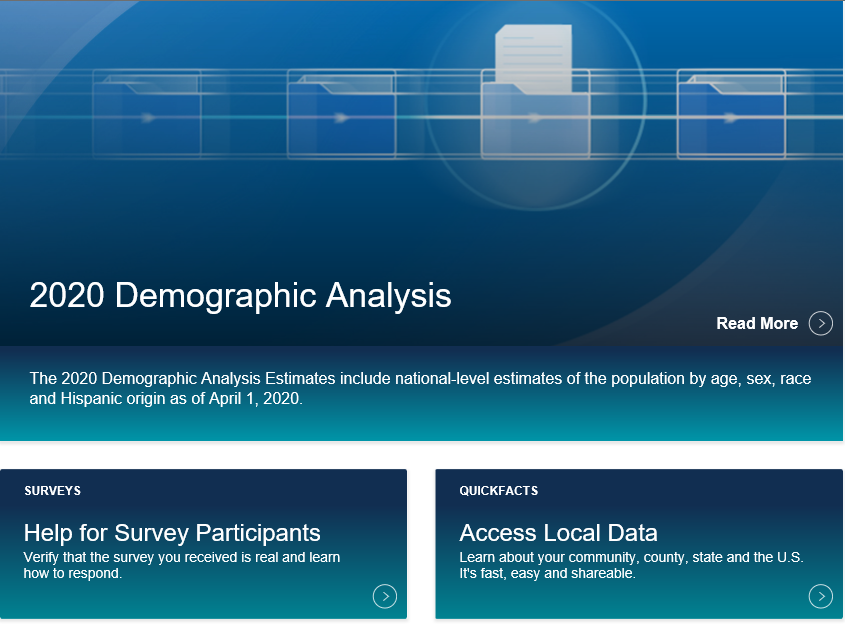 2020 Demographic Analysis
Read More
The 2020 Demographic Analysis Estimates include national-level estimates of the population by age, sex, race
and Hispanic origin as of April 1, 2020.
SURVEYS
Help for Survey Participants
Verify that the survey you received is real and learn
how to respond.
QUICKFACTS
Access Local Data
Learn about your community, county, state and the U.S.
It's fast, easy and shareable.